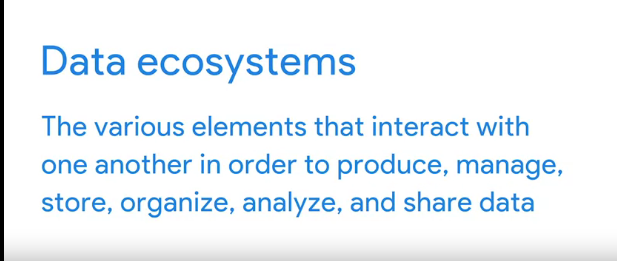 Data ecosystems
The various elements that interact with
one another in order to produce, manage,
store, organize, analyze, and share data